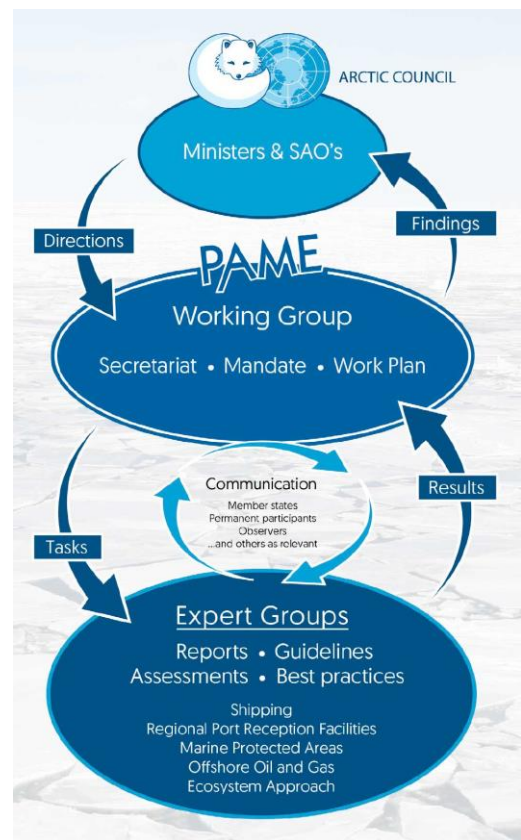 ARCTIC COUNCIL
Ministers & SAO's
Directions
Findings
PAME
Working Group
Secretariat • Mandate • Work Plan
Communication
Member states
Permanent participants
Observers
...and others as relevant
Tasks
Results
Expert Groups
Reports • Guidelines
Assessments • Best practices
Shipping
Regional Port Reception Facilities
Marine Protected Areas
Offshore Oil and Gas
Ecosystem Approach